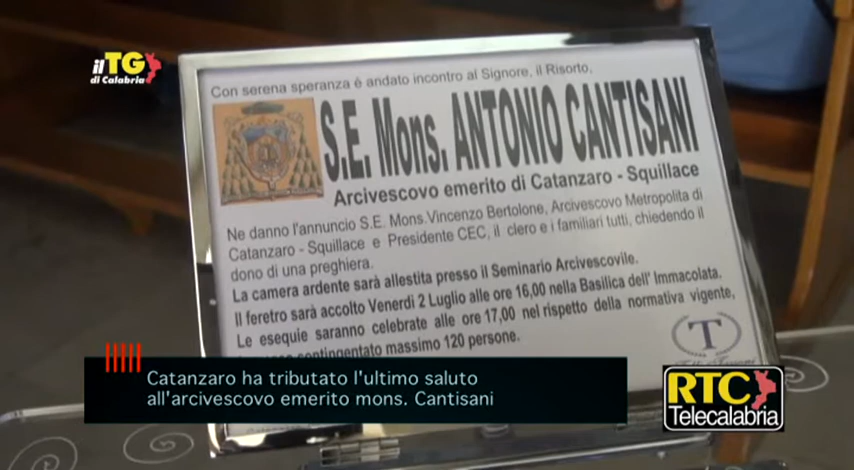 il TG
di Calabria
Con serena speranza è andato incontro al Signore, il Risorto,
S.E. Mons. ANTONIO CANTISANI
Arcivescovo emerito di Catanzaro - Squillace
Ne danno l'annuncio S.E. Mons.Vincenzo Bertolone, Arcivescovo Metropolita di
Catanzaro - Squillace e Presidente CEC, il clero e i familiari tutti, chiedendo il
dono di una preghiera.
La camera ardente sarà allestita presso il Seminario Arcivescovile.
Il feretro sarà accolto Venerdi 2 Luglio alle ore 16,00 nella Basilica dell' Immacolata.
Le esequie saranno celebrate alle ore 17,00 nel rispetto della normativa vigente,
contingentato massimo 120 persone.
T
Catanzaro ha tributato l'ultimo saluto
all'arcivescovo emerito mons. Cantisani
RTC
Telecalabria